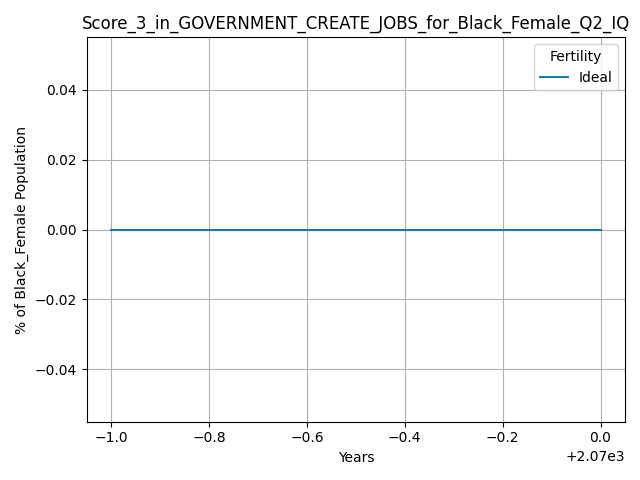 Score_3_in_GOVERNMENT_CREATE_JOBS_for_Black_Female_Q2_IQ
Fertility
Ideal
0.04
0.02
0.00
−0.02
−0.04
% of Black_Female Population
−1.0 −0.8 −0.6 −0.4 −0.2 0.0
+2.07e3
Years